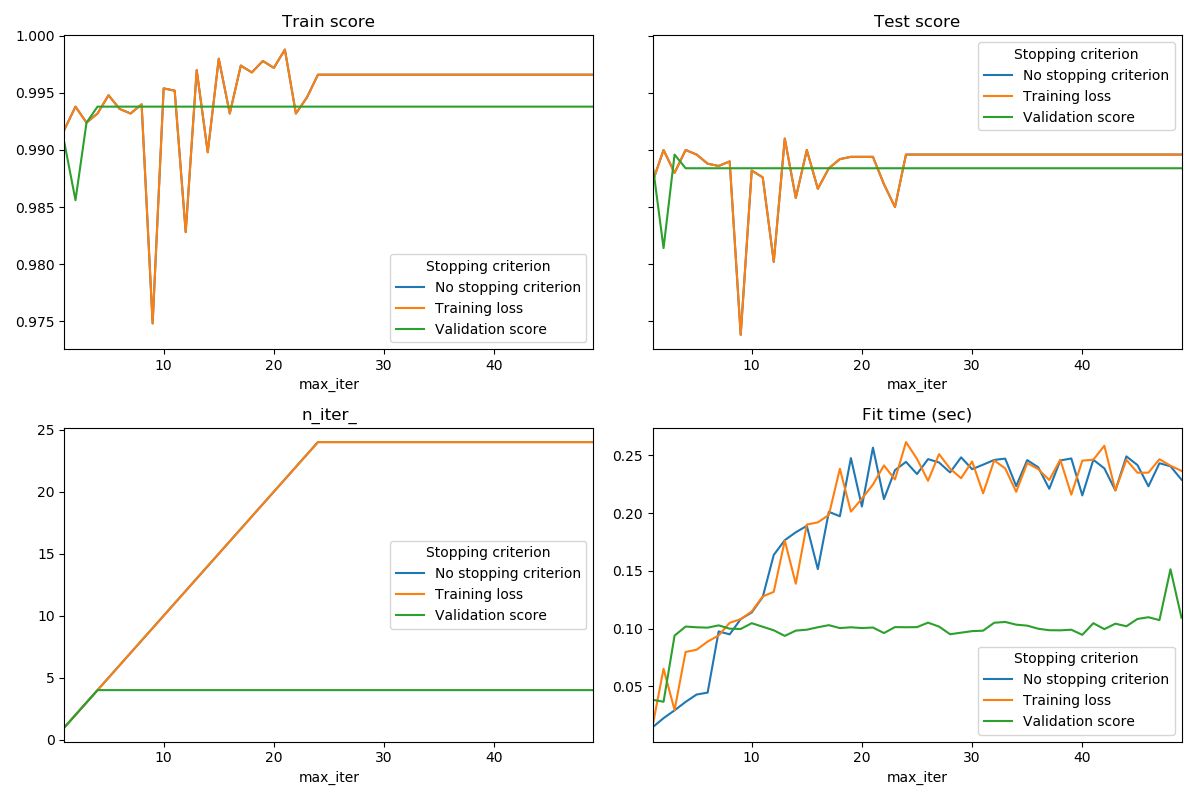 Train score
1.000
0.995
0.990
0.985
0.980
0.975
Stopping criterion
No stopping criterion
Training loss
Validation score
10 20 30 40
max_iter
Test score
Stopping criterion
No stopping criterion
Training loss
Validation score
10 20 30 40
max_iter
n_iter_
25
20
15
10
5
0
Stopping criterion
No stopping criterion
Training loss
Validation score
10 20 30 40
max_iter
Fit time (sec)
0.25
0.20
0.15
0.10
0.05
Stopping criterion
No stopping criterion
Training loss
Validation score
10 20 30 40
max_iter